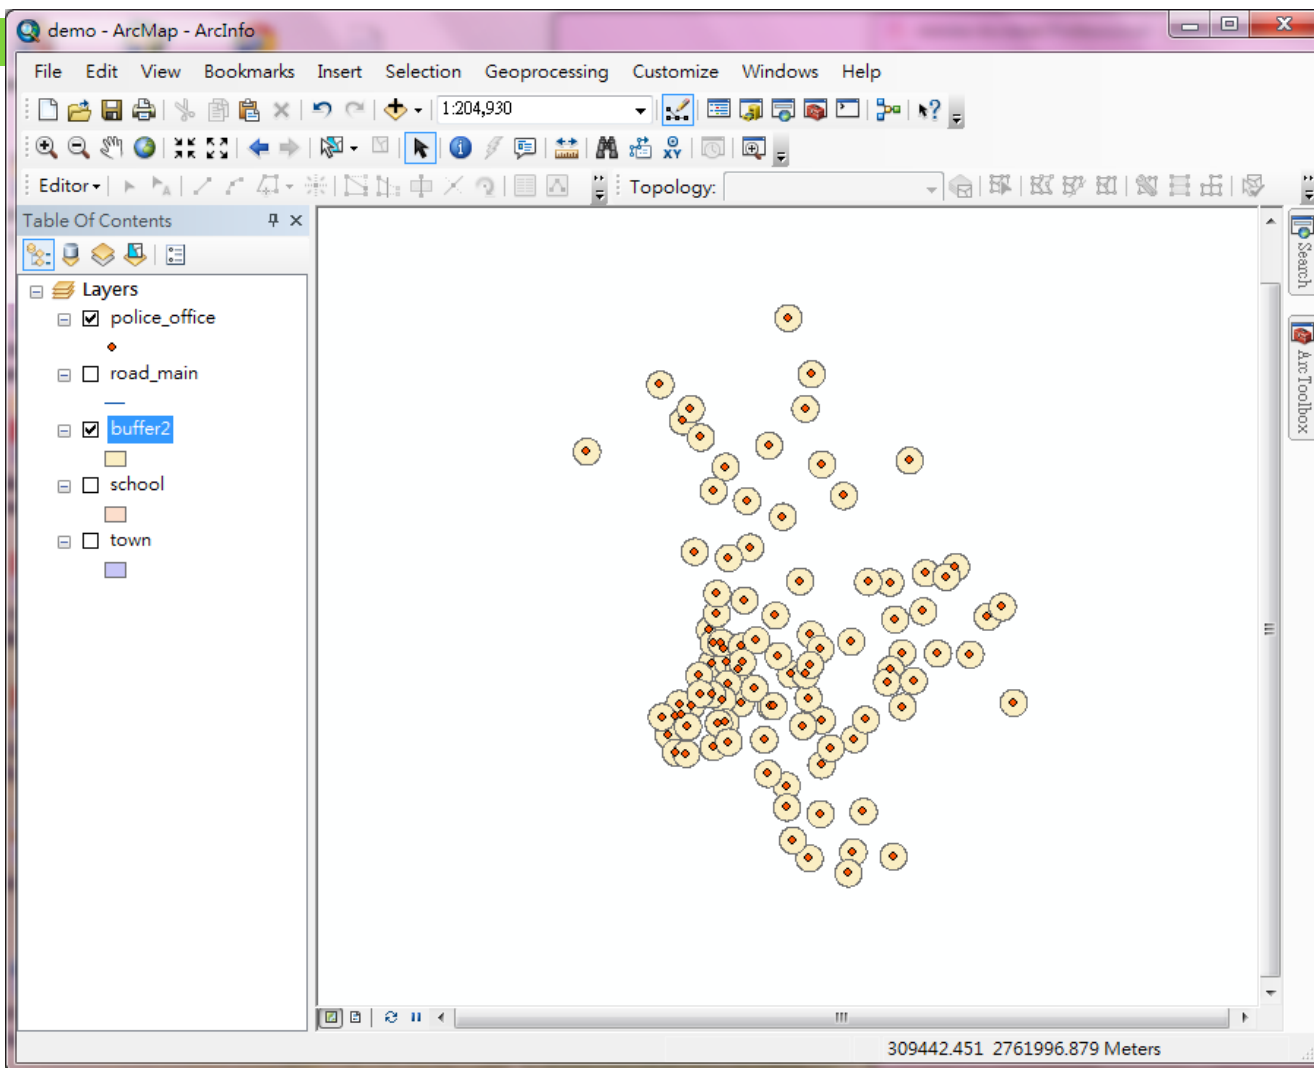 demo - ArcMap - ArcInfo
File Edit View Bookmarks Insert Selection Geoprocessing Customize Windows Help
1:204,930
Editor Topology:
Table Of Contents
Layers
police_office
road_main
buffer2
school
town
Search
ArcToolbox
309442.451 2761996.879 Meters